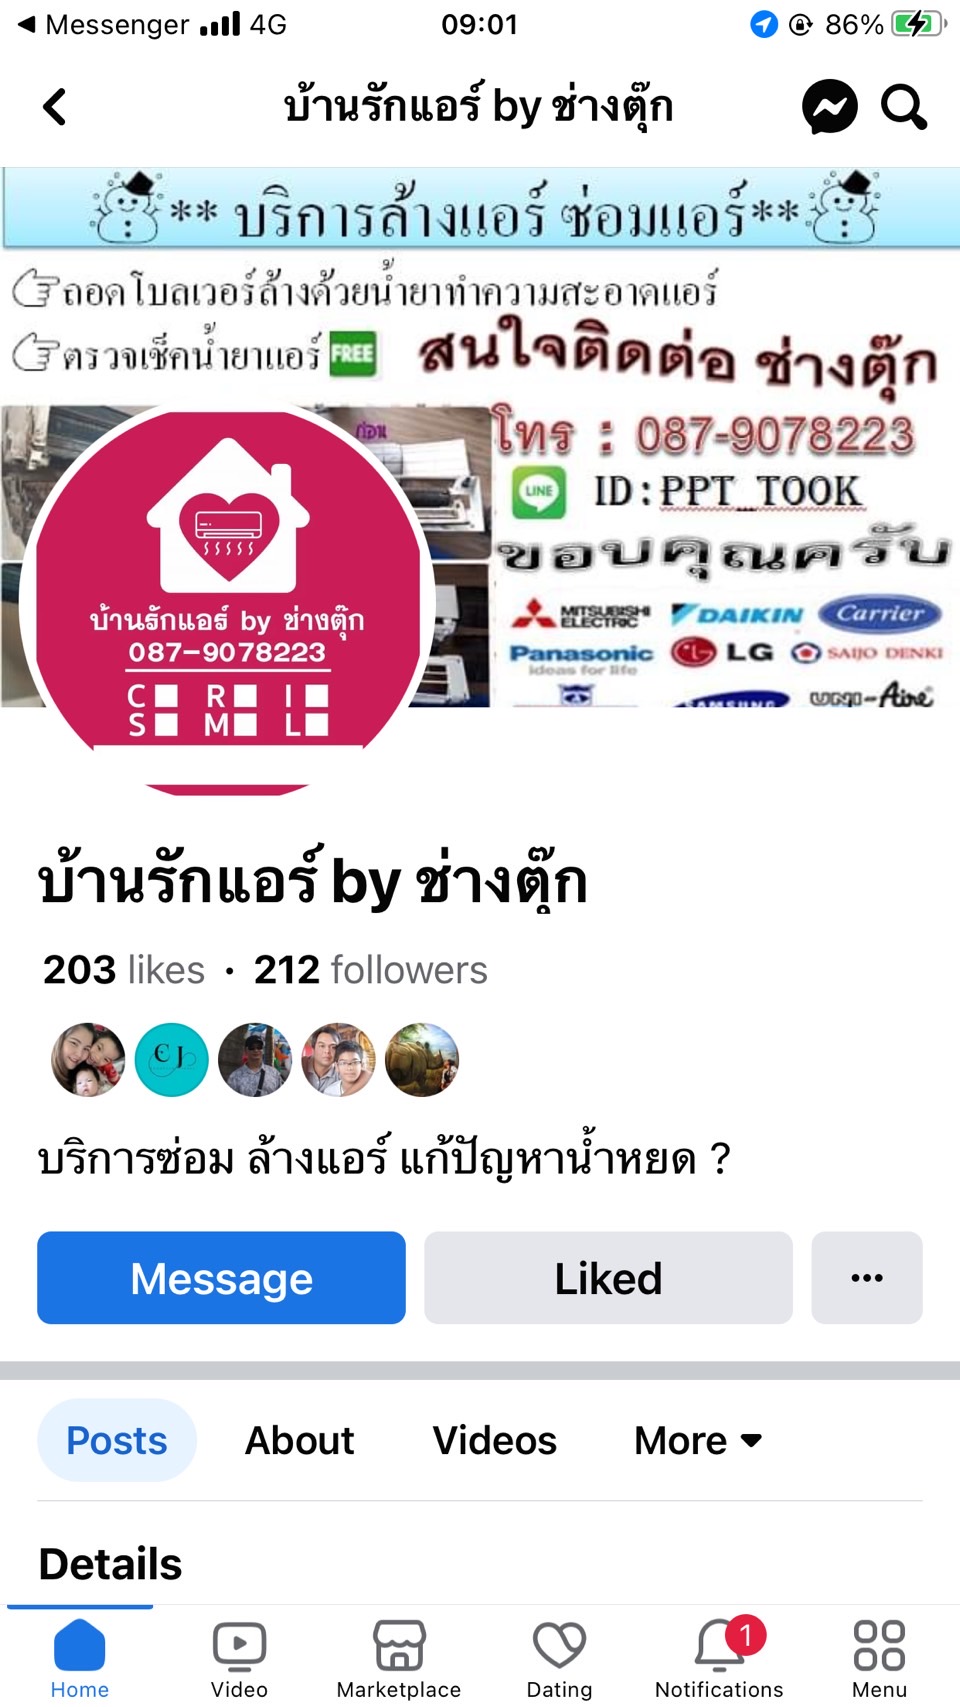 Messenger 4G 09:01 86%
บ้านรักแอร์ by ช่างตุ๊ก
** บริการล้างแอร์ ซ่อมแอร์**
ถอดโบลเวอร์ล้างด้วยน้ำยาทำความสะอาดแอร์
ตรวจเช็คน้ำยาแอร์ FREE
สนใจติดต่อ ช่างตุ๊ก
ก่อน
โทร : 087-9078223
LINE ID:PPT_TOOK
ขอบคุณครับ
MITSUBISHI ELECTRIC DAIKIN Carrier
Panasonic ideas for life LG SAIJO DENKI
SAMSUNG Uni-Aire
บ้านรักแอร์ by ช่างตุ๊ก
087-9078223
C R I
S M L
บ้านรักแอร์ by ช่างตุ๊ก
203 likes · 212 followers
CJ
บริการซ่อม ล้างแอร์ แก้ปัญหาน้ำหยด ?
Message Liked ...
Posts About Videos More
Details
1
Home Video Marketplace Dating Notifications Menu